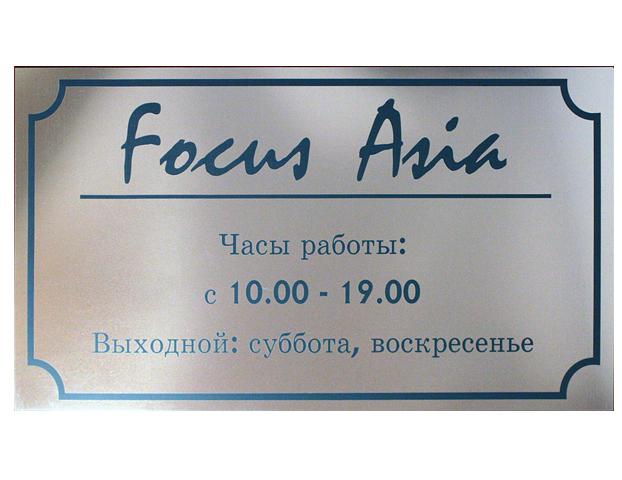 Focus Asia
Часы работы:
с 10.00 - 19.00
Выходной: суббота, воскресенье